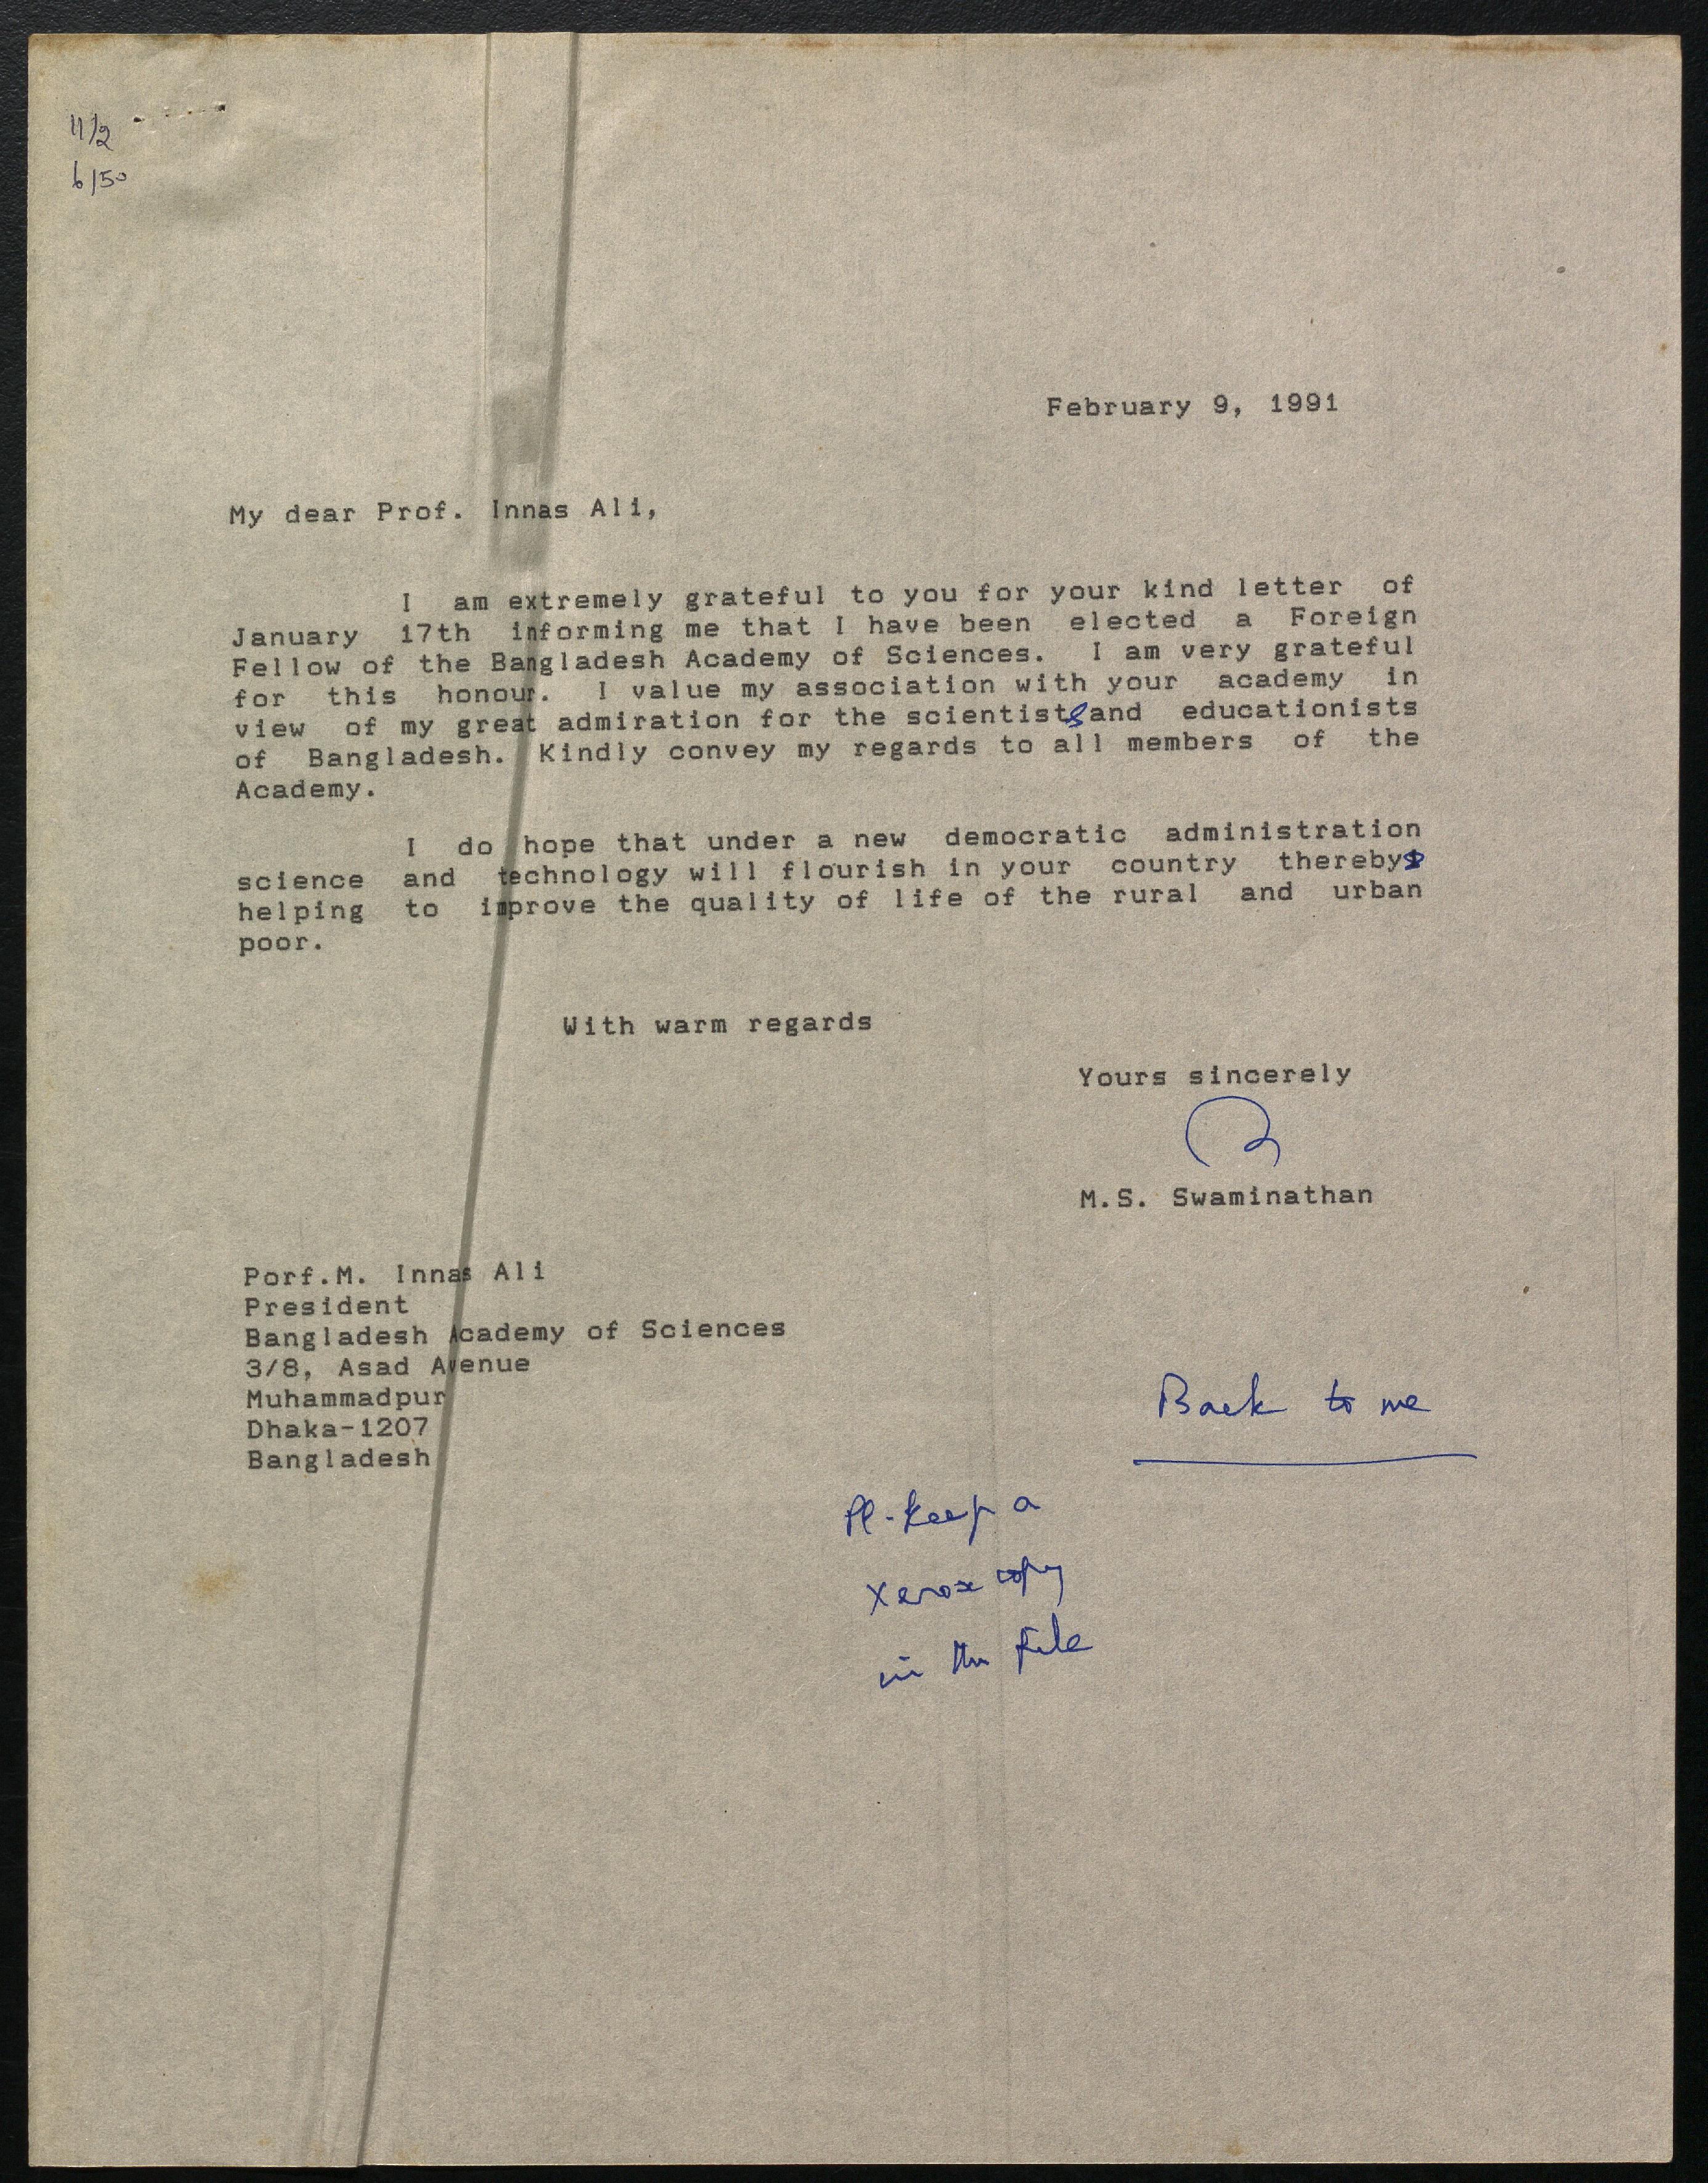 11/2
6/50
February 9, 1991
My dear Prof. Innas Ali,
I am extremely grateful to you for your kind letter of
January 17th informing me that I have been elected a Foreign
Fellow of the Bangladesh Academy of Sciences. I am very grateful
for this honour. I value my association with your academy in
view of my great admiration for the scientists and educationists
of Bangladesh. Kindly convey my regards to all members of the
Academy.
I do hope that under a new democratic administration
science and technology will flourish in your country thereby
helping to improve the quality of life of the rural and urban
poor.
With warm regards
Yours sincerely
M.S. Swaminathan
Porf.M. Innas Ali
President
Bangladesh Academy of Sciences
3/8, Asad Avenue
Muhammadpur
Dhaka-1207
Bangladesh
Back to me
Pl. keep a
xerox copy
in the file